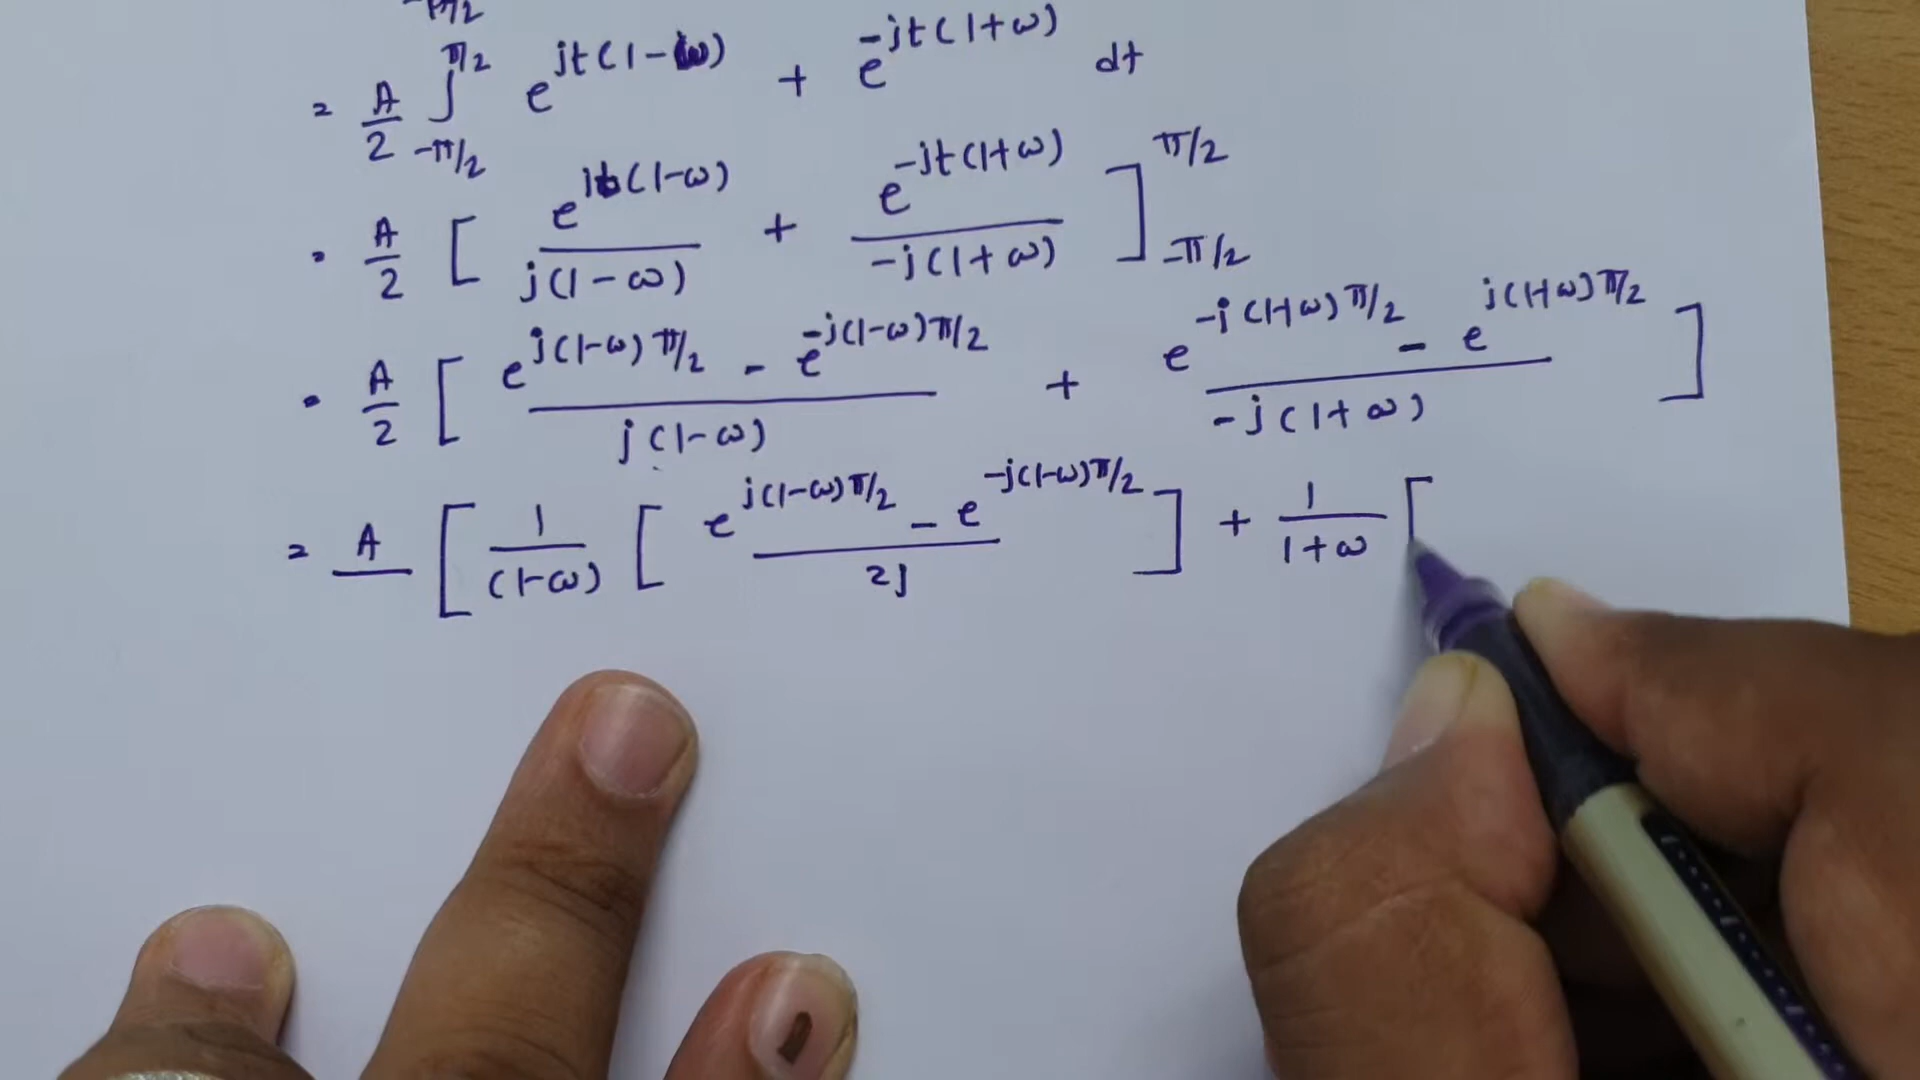 -π/2
= A/2 ∫_{-π/2}^{π/2} e^{jt(1-ω)} + e^{-jt(1+ω)} dt
= A/2 [ e^{jt(1-ω)} / j(1-ω) + e^{-jt(1+ω)} / -j(1+ω) ]_{-π/2}^{π/2}
= A/2 [ e^{j(1-ω)π/2} - e^{-j(1-ω)π/2} / j(1-ω) + e^{-j(1+ω)π/2} - e^{j(1+ω)π/2} / -j(1+ω) ]
= A/ [ 1/(1-ω) [ e^{j(1-ω)π/2} - e^{-j(1-ω)π/2} / 2j ] + 1/1+ω [